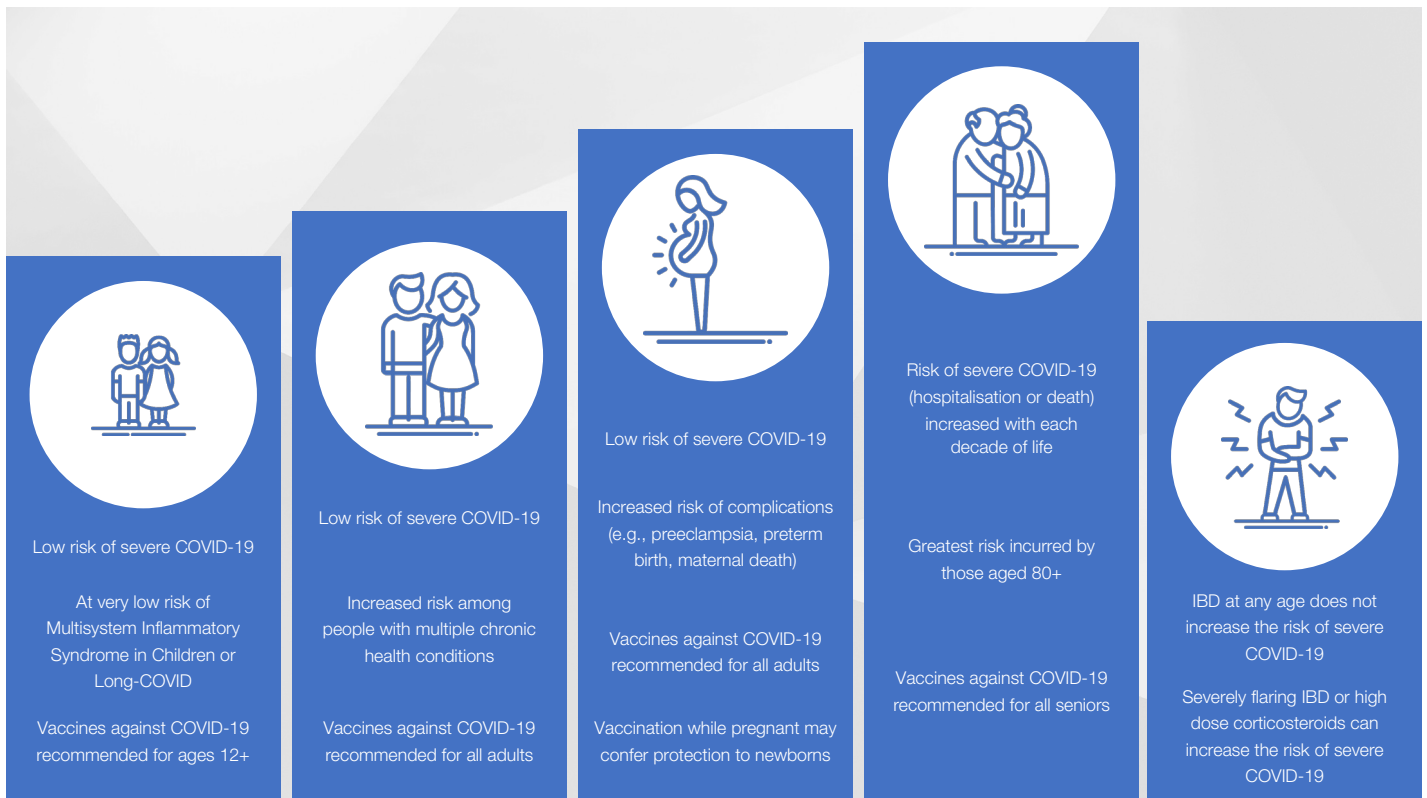 Low risk of severe COVID-19
At very low risk of
Multisystem Inflammatory
Syndrome in Children or
Long-COVID
Vaccines against COVID-19
recommended for ages 12+
Low risk of severe COVID-19
Increased risk among
people with multiple chronic
health conditions
Vaccines against COVID-19
recommended for all adults
Low risk of severe COVID-19
Increased risk of complications
(e.g., preeclampsia, preterm
birth, maternal death)
Vaccines against COVID-19
recommended for all adults
Vaccination while pregnant may
confer protection to newborns
Risk of severe COVID-19
(hospitalisation or death)
increased with each
decade of life
Greatest risk incurred by
those aged 80+
Vaccines against COVID-19
recommended for all seniors
IBD at any age does not
increase the risk of severe
COVID-19
Severely flaring IBD or high
dose corticosteroids can
increase the risk of severe
COVID-19